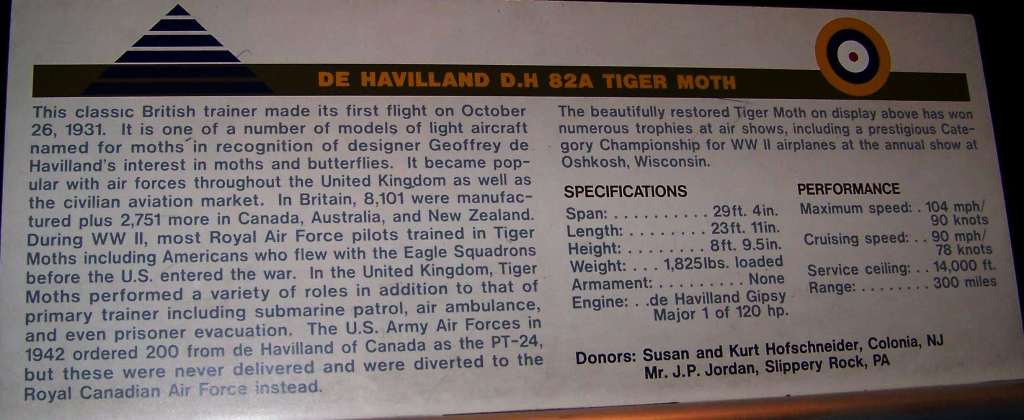 DE HAVILLAND D.H 82A TIGER MOTH
This classic British trainer made its first flight on October
26, 1931. It is one of a number of models of light aircraft
named for moths in recognition of designer Geoffrey de
Havilland's interest in moths and butterflies. It became pop-
ular with air forces throughout the United Kingdom as well as
the civilian aviation market. In Britain, 8,101 were manufac-
tured plus 2,751 more in Canada, Australia, and New Zealand.
During WW II, most Royal Air Force pilots trained in Tiger
Moths including Americans who flew with the Eagle Squadrons
before the U.S. entered the war. In the United Kingdom, Tiger
Moths performed a variety of roles in addition to that of
primary trainer including submarine patrol, air ambulance,
and even prisoner evacuation. The U.S. Army Air Forces in
1942 ordered 200 from de Havilland of Canada as the PT-24,
but these were never delivered and were diverted to the
Royal Canadian Air Force instead.
The beautifully restored Tiger Moth on display above has won
numerous trophies at air shows, including a prestigious Cate-
gory Championship for WW II airplanes at the annual show at
Oshkosh, Wisconsin.
SPECIFICATIONS
Span: . . . . . . . . . . 29ft. 4in.
Length: . . . . . . . . 23ft. 11in.
Height: . . . . . . . . . 8ft. 9.5in.
Weight: . . . 1,825lbs. loaded
Armament: . . . . . . . . . None
Engine: . . de Havilland Gipsy
Major 1 of 120 hp.
PERFORMANCE
Maximum speed: . 104 mph/
90 knots
Cruising speed: . . 90 mph/
78 knots
Service ceiling: . . 14,000 ft.
Range: . . . . . . . . 300 miles
Donors: Susan and Kurt Hofschneider, Colonia, NJ
Mr. J.P. Jordan, Slippery Rock, PA